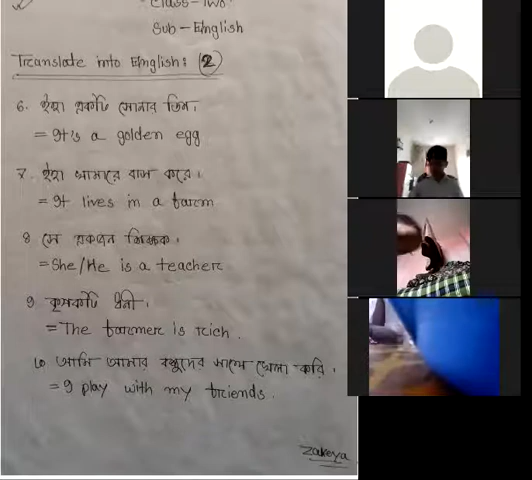 Class-Two
Sub-English
Translate into English: (2)
6. ইহা একটি সোনার ডিম।
= It's a golden egg
7. ইহা খামারে বাস করে।
= It lives in a farm
8 সে একজন শিক্ষক।
=She/He is a teacher
9. কৃষকটি ধনী।
=The farmer is rich.
১০ আমি আমার বন্ধুদের সাথে খেলা করি।
= I play with my friends.
Zakeya